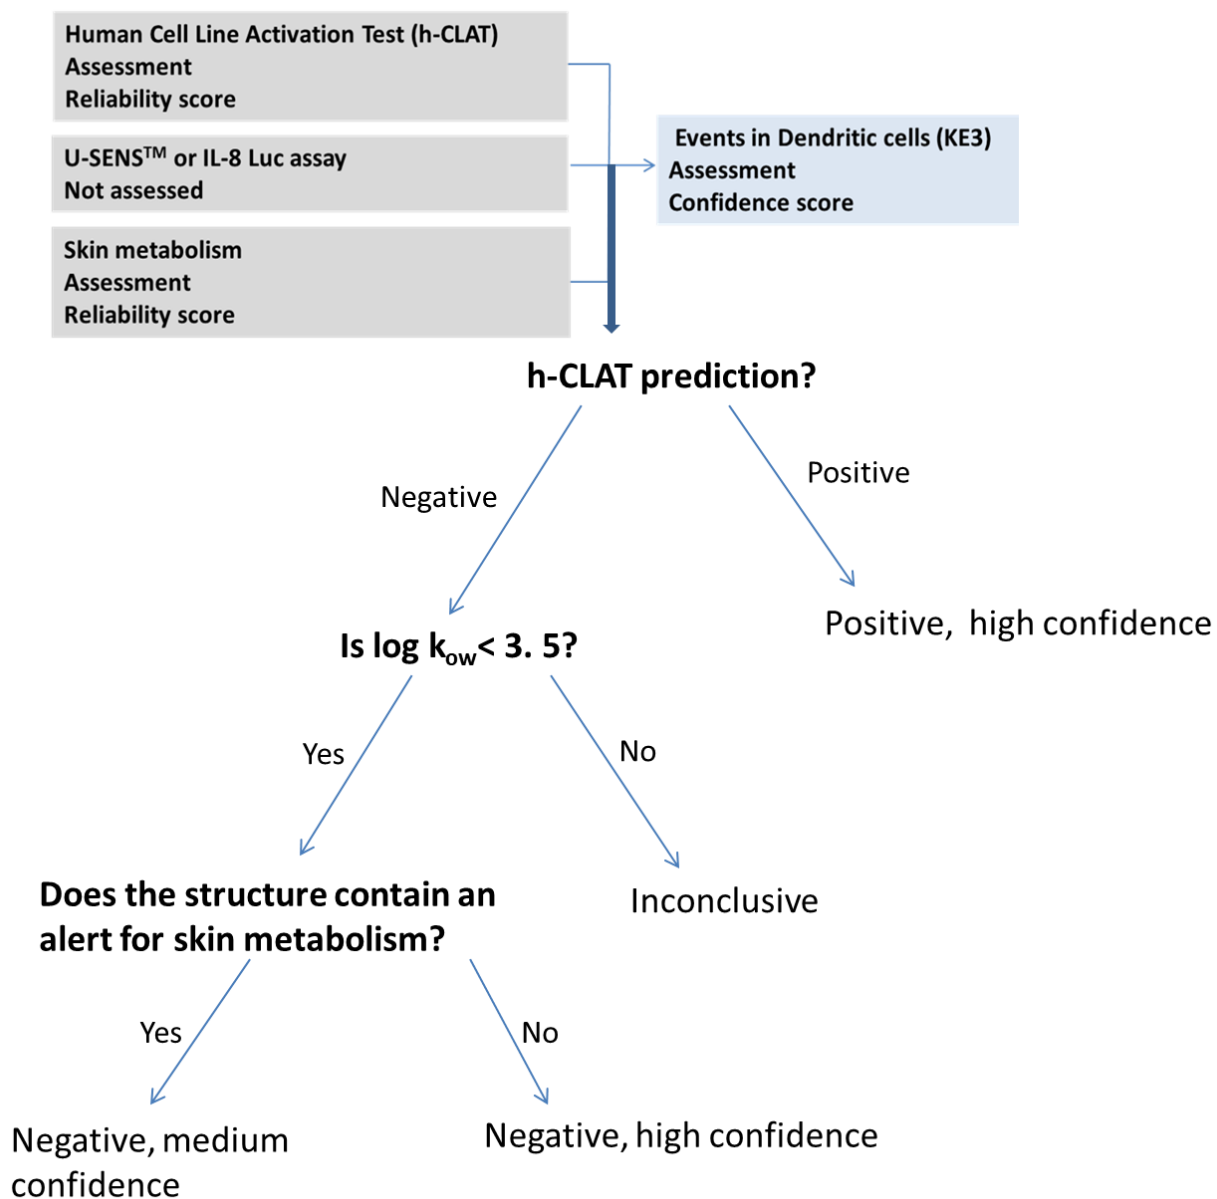 Human Cell Line Activation Test (h-CLAT)
Assessment
Reliability score
U-SENS™ or IL-8 Luc assay
Not assessed
Skin metabolism
Assessment
Reliability score
Events in Dendritic cells (KE3)
Assessment
Confidence score
h-CLAT prediction?
Negative
Positive
Positive, high confidence
Is log kow< 3. 5?
Yes
No
Does the structure contain an
alert for skin metabolism?
Inconclusive
Yes
No
Negative, medium
confidence
Negative, high confidence